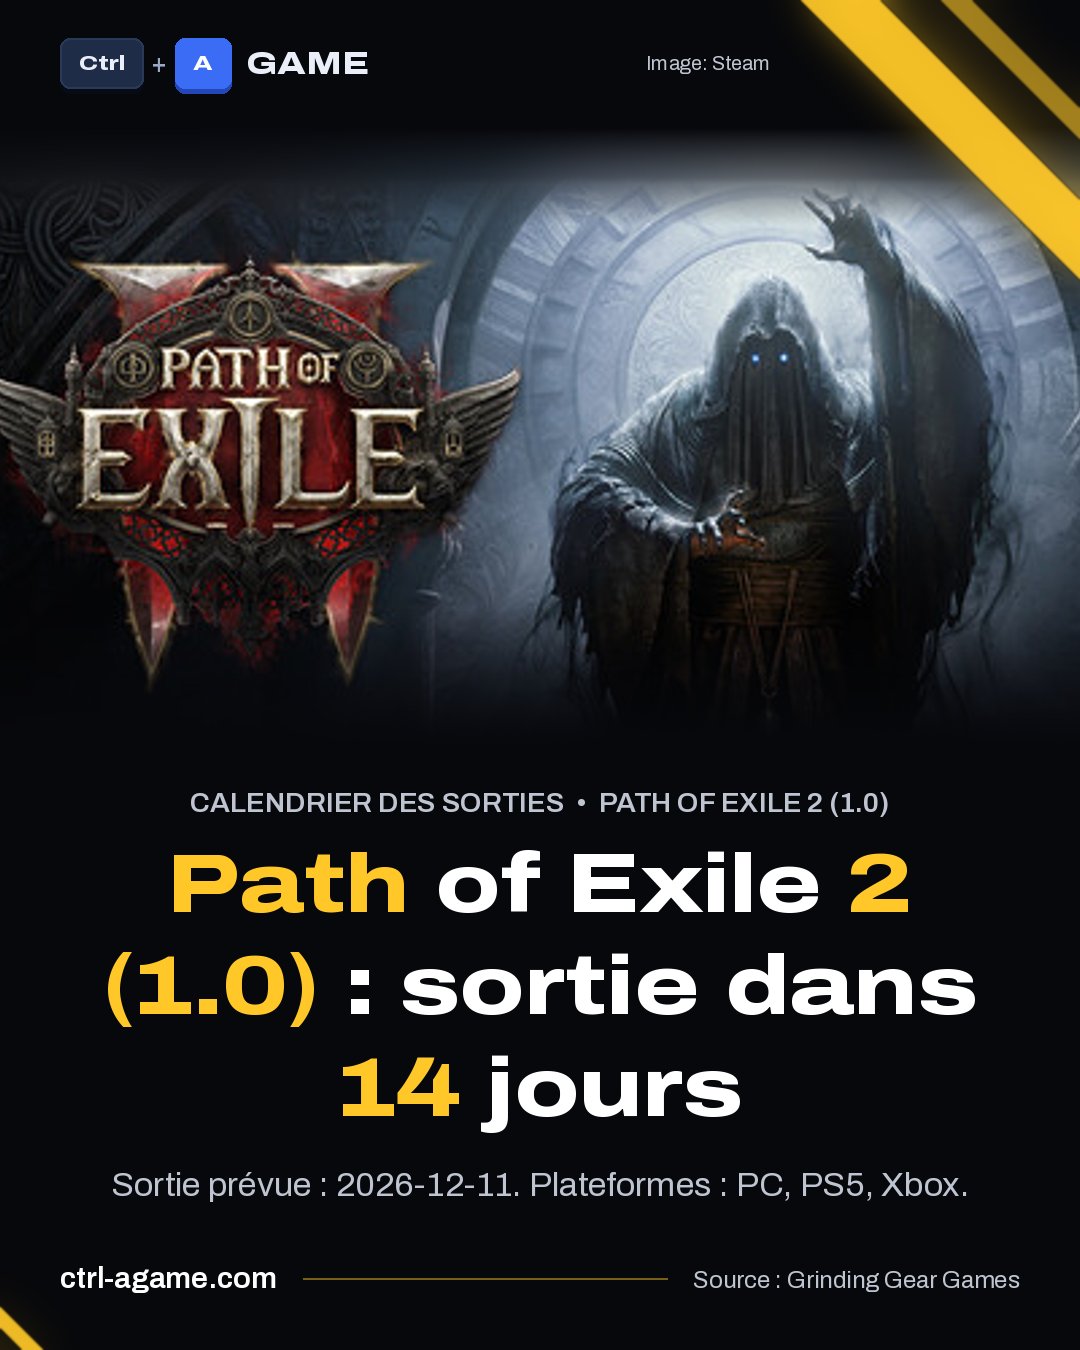 Ctrl + A GAME
Image: Steam
PATH OF
EXILE
CALENDRIER DES SORTIES • PATH OF EXILE 2 (1.0)
Path of Exile 2
(1.0) : sortie dans
14 jours
Sortie prévue : 2026-12-11. Plateformes : PC, PS5, Xbox.
ctrl-agame.com
Source : Grinding Gear Games